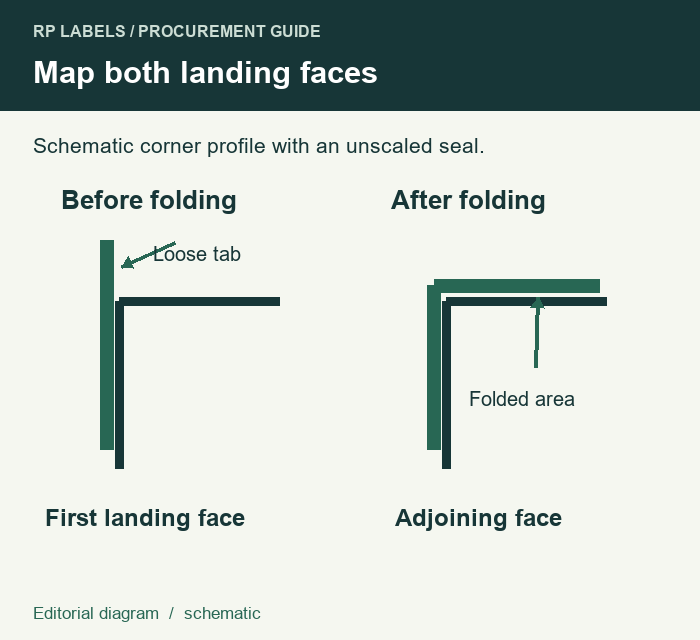 RP LABELS / PROCUREMENT GUIDE
Map both landing faces
Schematic corner profile with an unscaled seal.
Before folding
After folding
Loose tab
Folded area
First landing face
Adjoining face
Editorial diagram / schematic